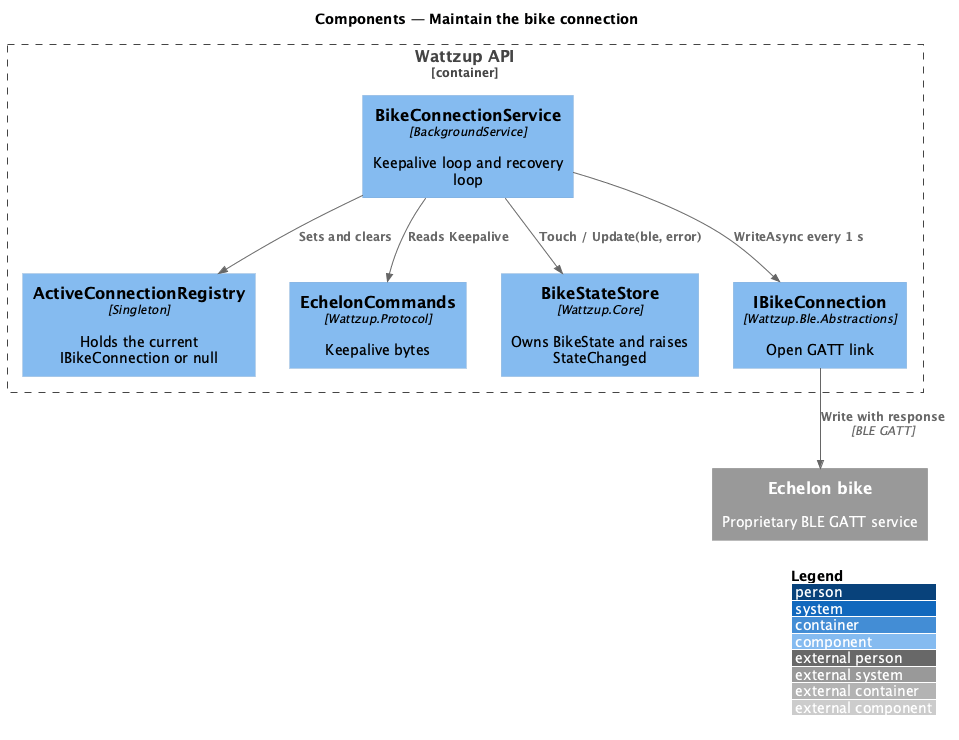 Components — Maintain the bike connection
Wattzup API
[container]
BikeConnectionService
[BackgroundService]
Keepalive loop and recovery
loop
Sets and clears
Reads Keepalive
Touch / Update(ble, error)
WriteAsync every 1 s
ActiveConnectionRegistry
[Singleton]
Holds the current
IBikeConnection or null
EchelonCommands
[Wattzup.Protocol]
Keepalive bytes
BikeStateStore
[Wattzup.Core]
Owns BikeState and raises
StateChanged
IBikeConnection
[Wattzup.Ble.Abstractions]
Open GATT link
Write with response
[BLE GATT]
Echelon bike
Proprietary BLE GATT service
Legend
person
system
container
component
external person
external system
external container
external component